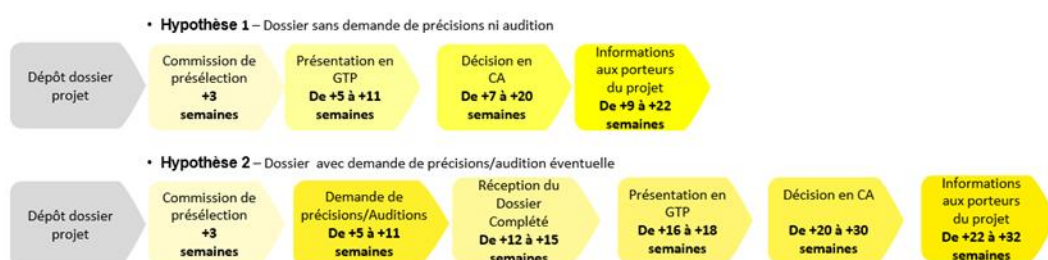 • Hypothèse 1 – Dossier sans demande de précisions ni audition
Dépôt dossier
projet
Commission de
présélection
+3
semaines
Présentation en
GTP
De +5 à +11
semaines
Décision en
CA
De +7 à +20
semaines
Informations
aux porteurs
du projet
De +9 à +22
semaines
• Hypothèse 2 – Dossier avec demande de précisions/audition éventuelle
Dépôt dossier
projet
Commission de
présélection
+3
semaines
Demande de
précisions/Auditions
De +5 à +11
semaines
Réception du
Dossier
Complété
De +12 à +15
semaines
Présentation en
GTP
De +16 à +18
semaines
Décision en CA
De +20 à +30
semaines
Informations
aux porteurs
du projet
De +22 à +32
semaines